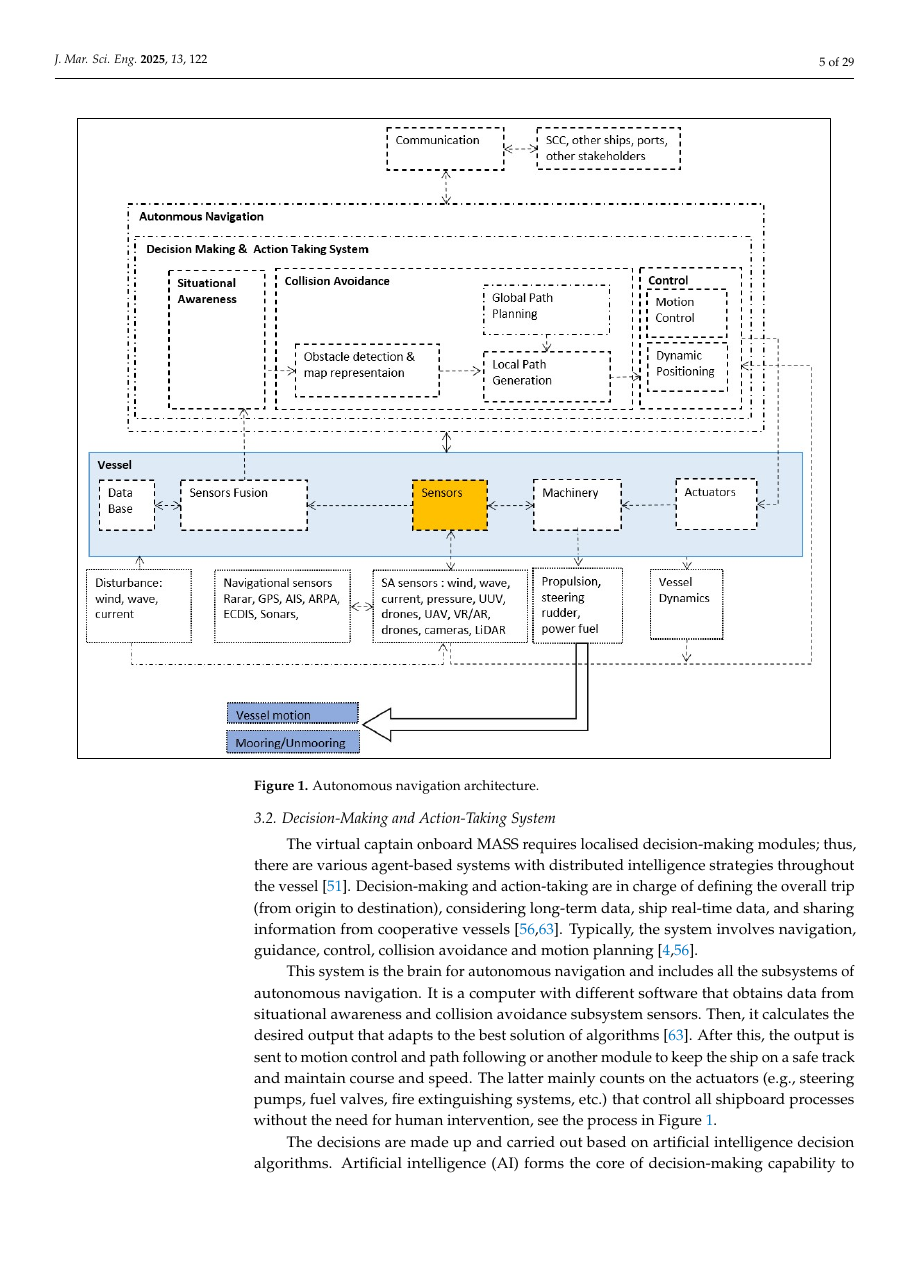 J. Mar. Sci. Eng. 2025, 13, 122
5 of 29
Communication
SCC, other ships, ports,
other stakeholders
Autonmous Navigation
Decision Making & Action Taking System
Situational
Awareness
Collision Avoidance
Global Path
Planning
Control
Motion
Control
Obstacle detection &
map representaion
Local Path
Generation
Dynamic
Positioning
Vessel
Data
Base
Sensors Fusion
Sensors
Machinery
Actuators
Disturbance:
wind, wave,
current
Navigational sensors
Rarar, GPS, AIS, ARPA,
ECDIS, Sonars,
SA sensors : wind, wave,
current, pressure, UUV,
drones, UAV, VR/AR,
drones, cameras, LiDAR
Propulsion,
steering
rudder,
power fuel
Vessel
Dynamics
Vessel motion
Mooring/Unmooring
Figure 1. Autonomous navigation architecture.
3.2. Decision-Making and Action-Taking System
The virtual captain onboard MASS requires localised decision-making modules; thus,
there are various agent-based systems with distributed intelligence strategies throughout
the vessel [51]. Decision-making and action-taking are in charge of defining the overall trip
(from origin to destination), considering long-term data, ship real-time data, and sharing
information from cooperative vessels [56,63]. Typically, the system involves navigation,
guidance, control, collision avoidance and motion planning [4,56].
This system is the brain for autonomous navigation and includes all the subsystems of
autonomous navigation. It is a computer with different software that obtains data from
situational awareness and collision avoidance subsystem sensors. Then, it calculates the
desired output that adapts to the best solution of algorithms [63]. After this, the output is
sent to motion control and path following or another module to keep the ship on a safe track
and maintain course and speed. The latter mainly counts on the actuators (e.g., steering
pumps, fuel valves, fire extinguishing systems, etc.) that control all shipboard processes
without the need for human intervention, see the process in Figure 1.
The decisions are made up and carried out based on artificial intelligence decision
algorithms. Artificial intelligence (AI) forms the core of decision-making capability to